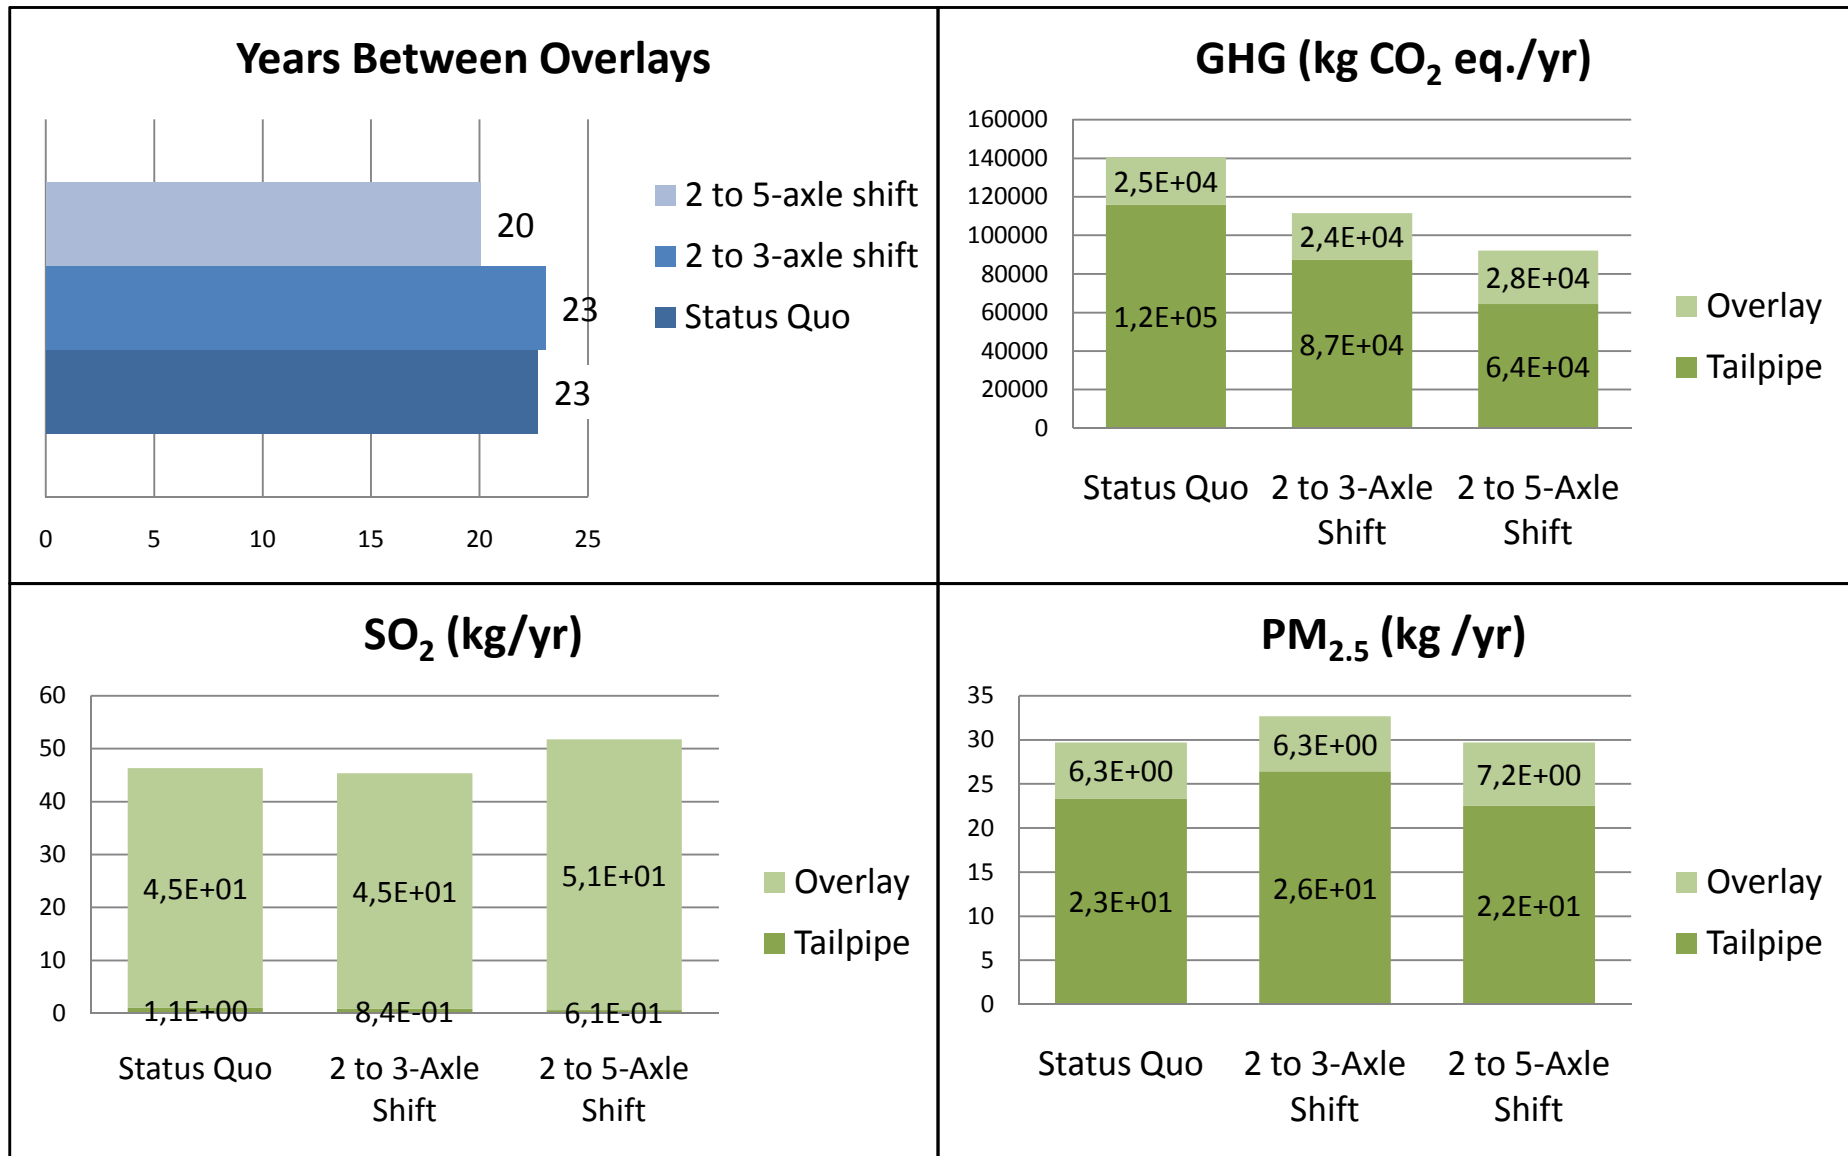 Years Between Overlays
20
23
23
0 5 10 15 20 25
2 to 5-axle shift
2 to 3-axle shift
Status Quo
GHG (kg CO₂ eq./yr)
160000
140000
120000
100000
80000
60000
40000
20000
0
2,5E+04
1,2E+05
2,4E+04
8,7E+04
2,8E+04
6,4E+04
Status Quo 2 to 3-Axle 2 to 5-Axle
Shift Shift
Overlay
Tailpipe
SO₂ (kg/yr)
60
50
40
30
20
10
0
4,5E+01
1,1E+00
4,5E+01
8,4E-01
5,1E+01
6,1E-01
Status Quo 2 to 3-Axle 2 to 5-Axle
Shift Shift
Overlay
Tailpipe
PM₂.₅ (kg /yr)
35
30
25
20
15
10
5
0
6,3E+00
2,3E+01
6,3E+00
2,6E+01
7,2E+00
2,2E+01
Status Quo 2 to 3-Axle 2 to 5-Axle
Shift Shift
Overlay
Tailpipe